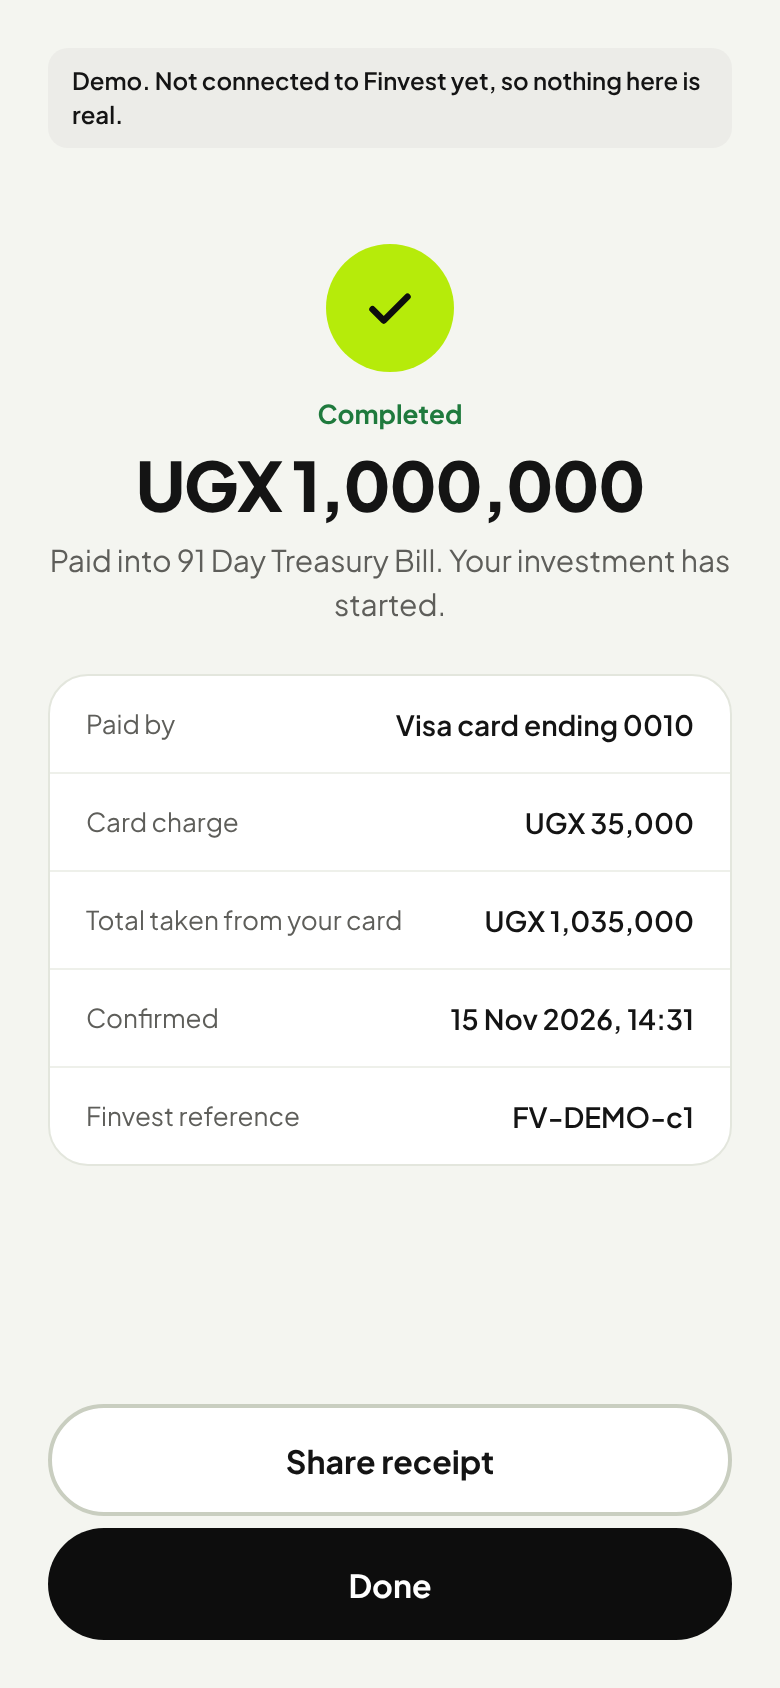 Demo. Not connected to Finvest yet, so nothing here is
real.
Completed
UGX 1,000,000
Paid into 91 Day Treasury Bill. Your investment has
started.
Paid by Visa card ending 0010
Card charge UGX 35,000
Total taken from your card UGX 1,035,000
Confirmed 15 Nov 2026, 14:31
Finvest reference FV-DEMO-c1
Share receipt
Done